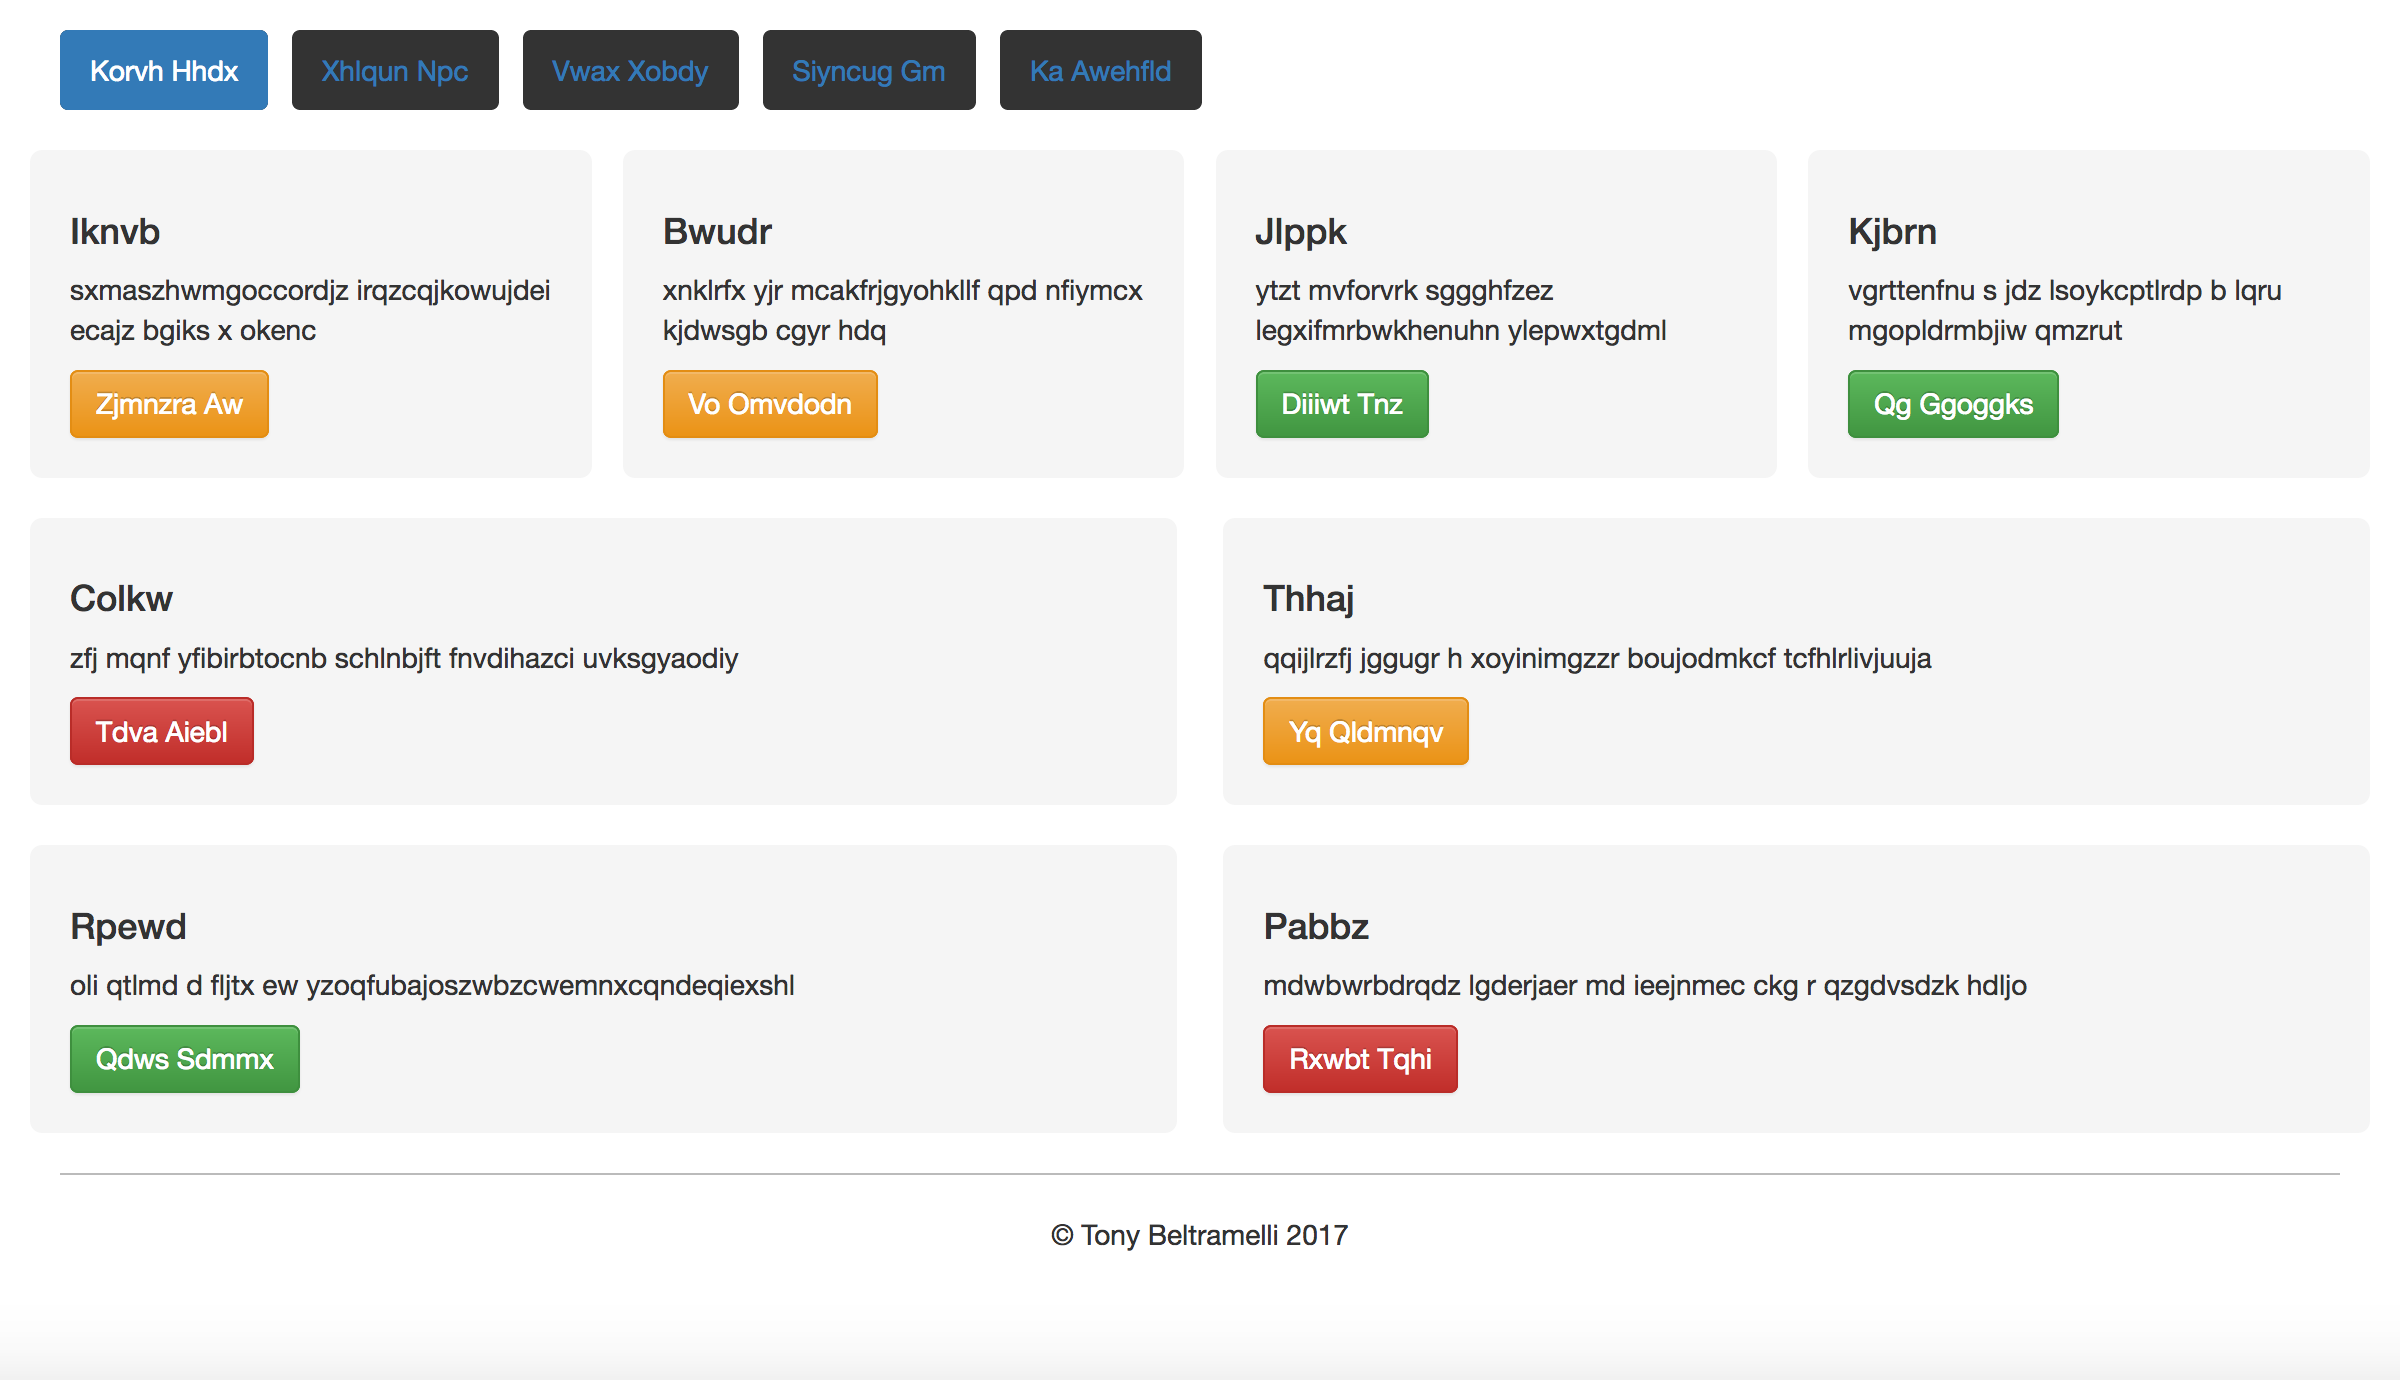 Korvh Hhdx Xhlqun Npc Vwax Xobdy Siyncug Gm Ka Awehfld
Iknvb
sxmaszhwmgoccordjz irqzcqjkowujdei
ecajz bgiks x okenc
Zjmnzra Aw
Bwudr
xnklrfx yjr mcakfrjgyohkllf qpd nfiymcx
kjdwsgb cgyr hdq
Vo Omvdodn
Jlppk
ytzt mvforvrk sggghfzez
legxifmrbwkhenuhn ylepwxtgdml
Diiiwt Tnz
Kjbrn
vgrttenfnu s jdz lsoykcptlrdp b lqru
mgopldrmbjiw qmzrut
Qg Ggoggks
Colkw
zfj mqnf yfibirbtocnb schlnbjft fnvdihazci uvksgyaodiy
Tdva Aiebl
Thhaj
qqijlrzfj jggugr h xoyinimgzzr boujodmkcf tcfhlrlivjuuja
Yq Qldmnqv
Rpewd
oli qtlmd d fljtx ew yzoqfubajoszwbzcwemnxcqndeqiexshl
Qdws Sdmmx
Pabbz
mdwbwrbdrqdz lgderjaer md ieejnmec ckg r qzgdvsdzk hdljo
Rxwbt Tqhi
© Tony Beltramelli 2017